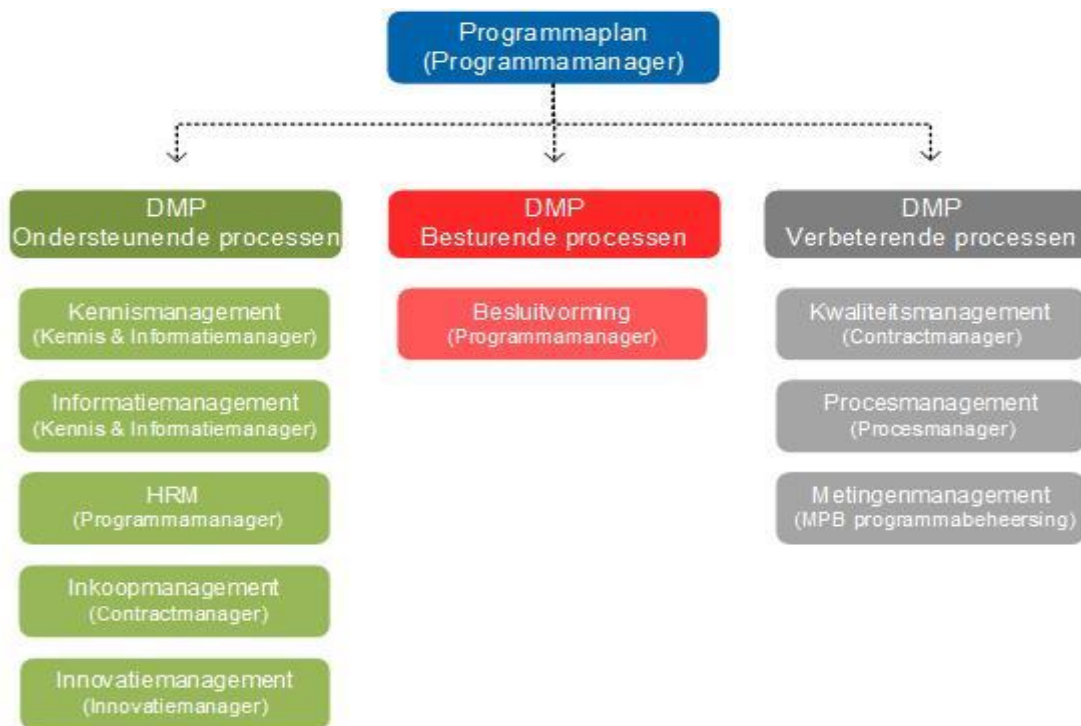 Programmaplan
(Programmamanager)
DMP
Ondersteunende processen
Kennismanagement
(Kennis & Informatiemanager)
Informatiemanagement
(Kennis & Informatiemanager)
HRM
(Programmamanager)
Inkoopmanagement
(Contractmanager)
Innovatiemanagement
(Innovatiemanager)
DMP
Besturende processen
Besluitvorming
(Programmamanager)
DMP
Verbeterende processen
Kwaliteitsmanagement
(Contractmanager)
Procesmanagement
(Procesmanager)
Metingenmanagement
(MPB programmabeheersing)